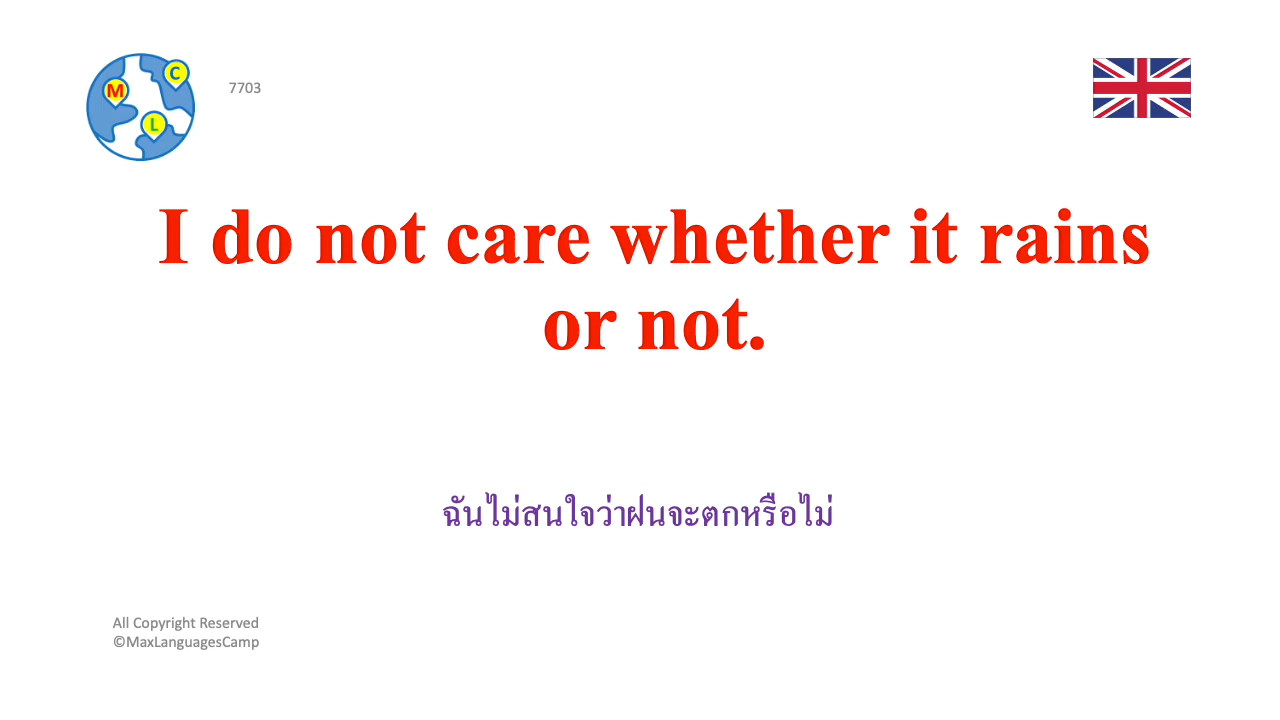 C
M
L
7703
I do not care whether it rains
or not.
ฉันไม่สนใจว่าฝนจะตกหรือไม่
All Copyright Reserved
©MaxLanguagesCamp